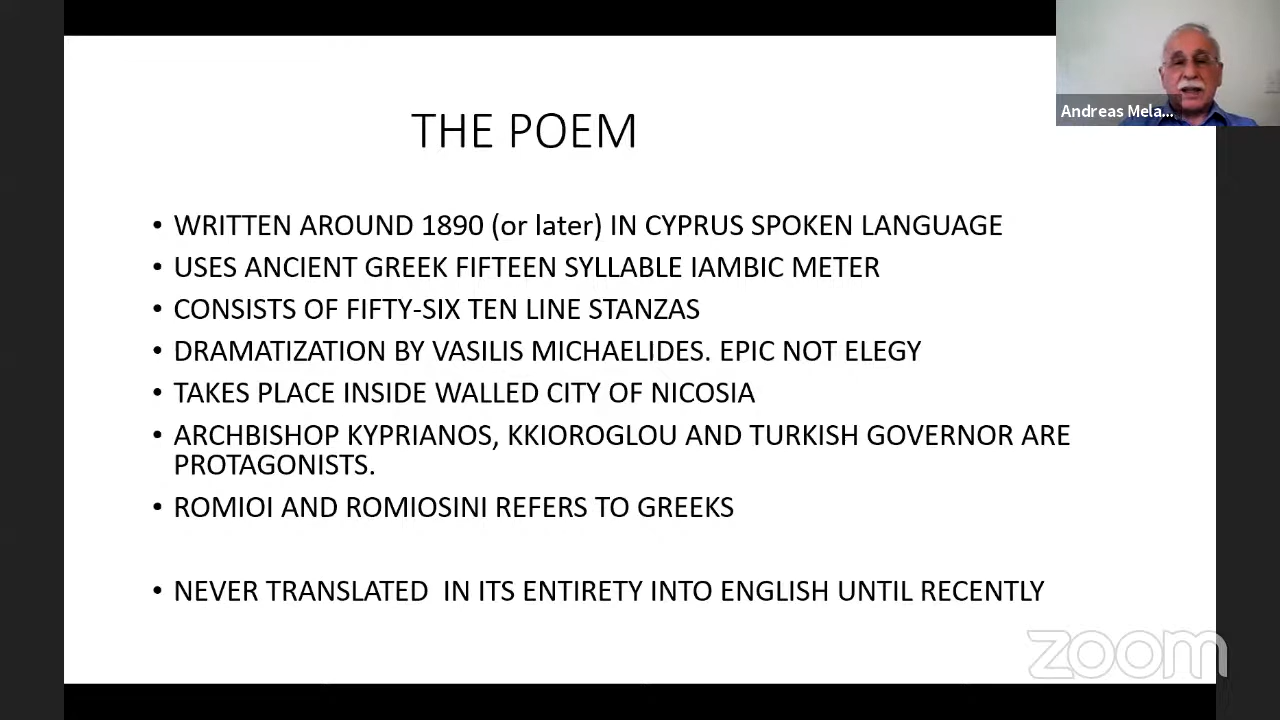 Andreas Mela...
THE POEM
• WRITTEN AROUND 1890 (or later) IN CYPRUS SPOKEN LANGUAGE
• USES ANCIENT GREEK FIFTEEN SYLLABLE IAMBIC METER
• CONSISTS OF FIFTY-SIX TEN LINE STANZAS
• DRAMATIZATION BY VASILIS MICHAELIDES. EPIC NOT ELEGY
• TAKES PLACE INSIDE WALLED CITY OF NICOSIA
• ARCHBISHOP KYPRIANOS, KKIOROGLOU AND TURKISH GOVERNOR ARE
PROTAGONISTS.
• ROMIOI AND ROMIOSINI REFERS TO GREEKS
• NEVER TRANSLATED IN ITS ENTIRETY INTO ENGLISH UNTIL RECENTLY
zoom